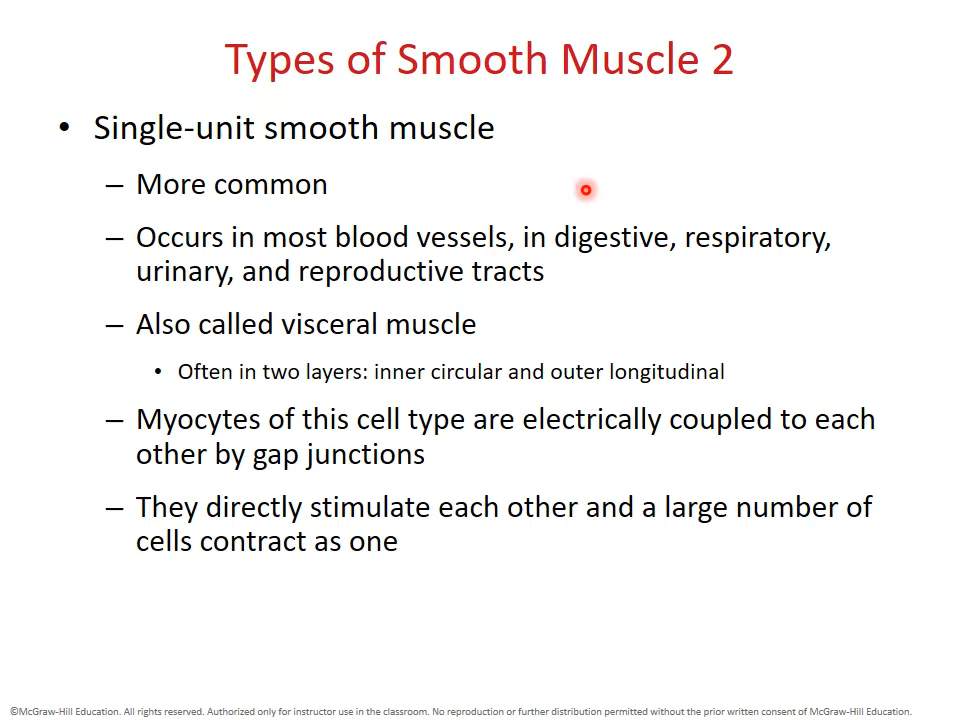 Types of Smooth Muscle 2
• Single-unit smooth muscle
– More common
– Occurs in most blood vessels, in digestive, respiratory,
urinary, and reproductive tracts
– Also called visceral muscle
• Often in two layers: inner circular and outer longitudinal
– Myocytes of this cell type are electrically coupled to each
other by gap junctions
– They directly stimulate each other and a large number of
cells contract as one
©McGraw-Hill Education. All rights reserved. Authorized only for instructor use in the classroom. No reproduction or further distribution permitted without the prior written consent of McGraw-Hill Education.